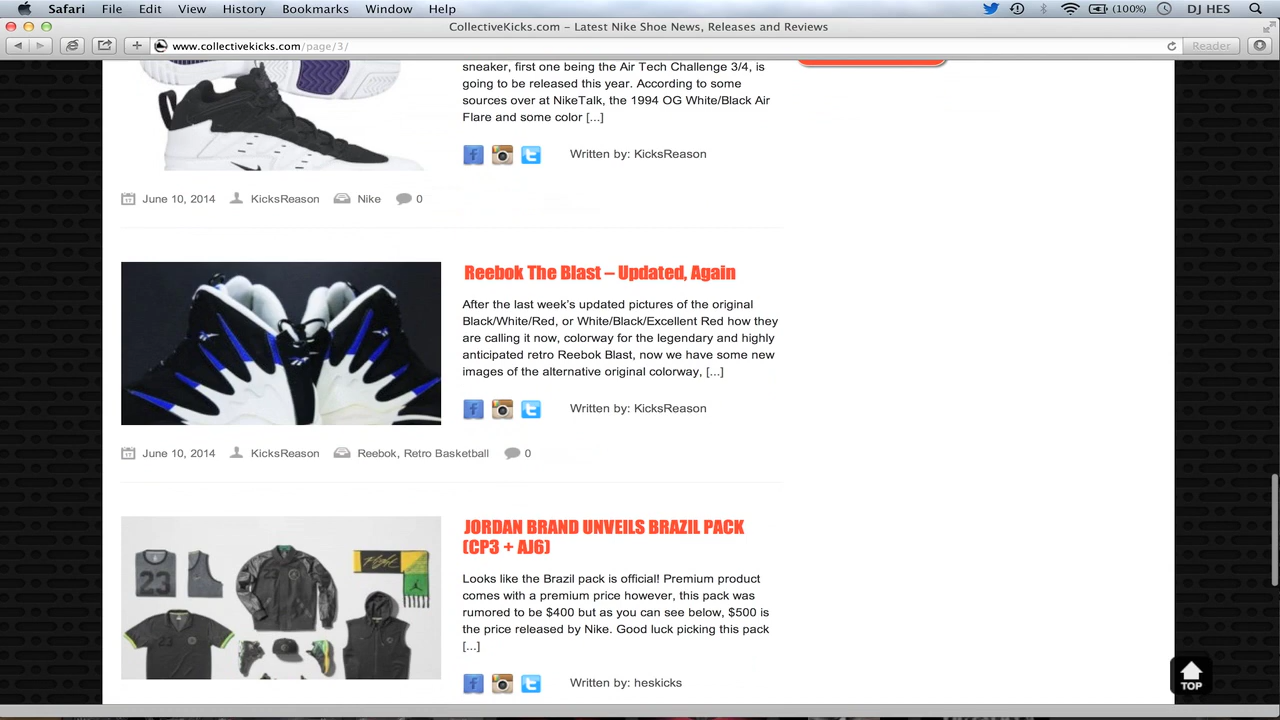 Safari File Edit View History Bookmarks Window Help (100%) DJ HES
CollectiveKicks.com – Latest Nike Shoe News, Releases and Reviews
www.collectivekicks.com/page/3/ Reader
sneaker, first one being the Air Tech Challenge 3/4, is
going to be released this year. According to some
sources over at NikeTalk, the 1994 OG White/Black Air
Flare and some color [...]
Written by: KicksReason
June 10, 2014 KicksReason Nike 0
Reebok The Blast – Updated, Again
After the last week's updated pictures of the original
Black/White/Red, or White/Black/Excellent Red how they
are calling it now, colorway for the legendary and highly
anticipated retro Reebok Blast, now we have some new
images of the alternative original colorway, [...]
Written by: KicksReason
June 10, 2014 KicksReason Reebok, Retro Basketball 0
JORDAN BRAND UNVEILS BRAZIL PACK
(CP3 + AJ6)
Looks like the Brazil pack is official! Premium product
comes with a premium price however, this pack was
rumored to be $400 but as you can see below, $500 is
the price released by Nike. Good luck picking this pack
[...]
Written by: heskicks
23
23
TOP